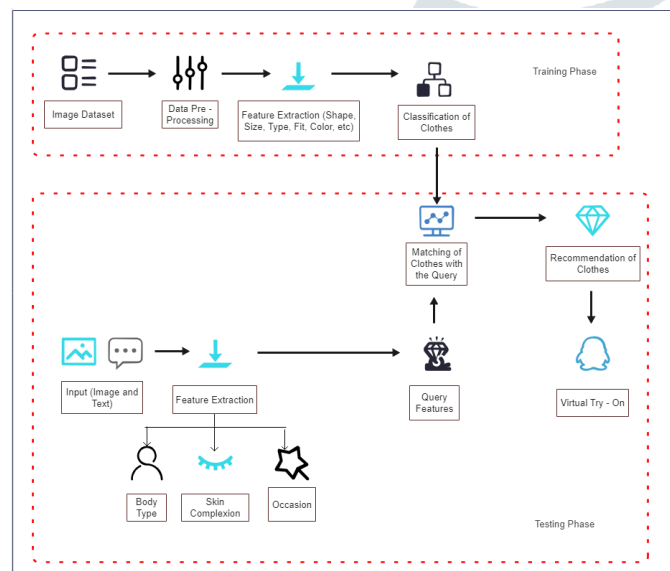 Training Phase
Image Dataset
Data Pre -
Processing
Feature Extraction (Shape,
Size, Type, Fit, Color, etc)
Classification of
Clothes
Matching of
Clothes with
the Query
Recommendation of
Clothes
Input (Image and
Text)
Feature Extraction
Query
Features
Virtual Try - On
Body
Type
Skin
Complexion
Occasion
Testing Phase